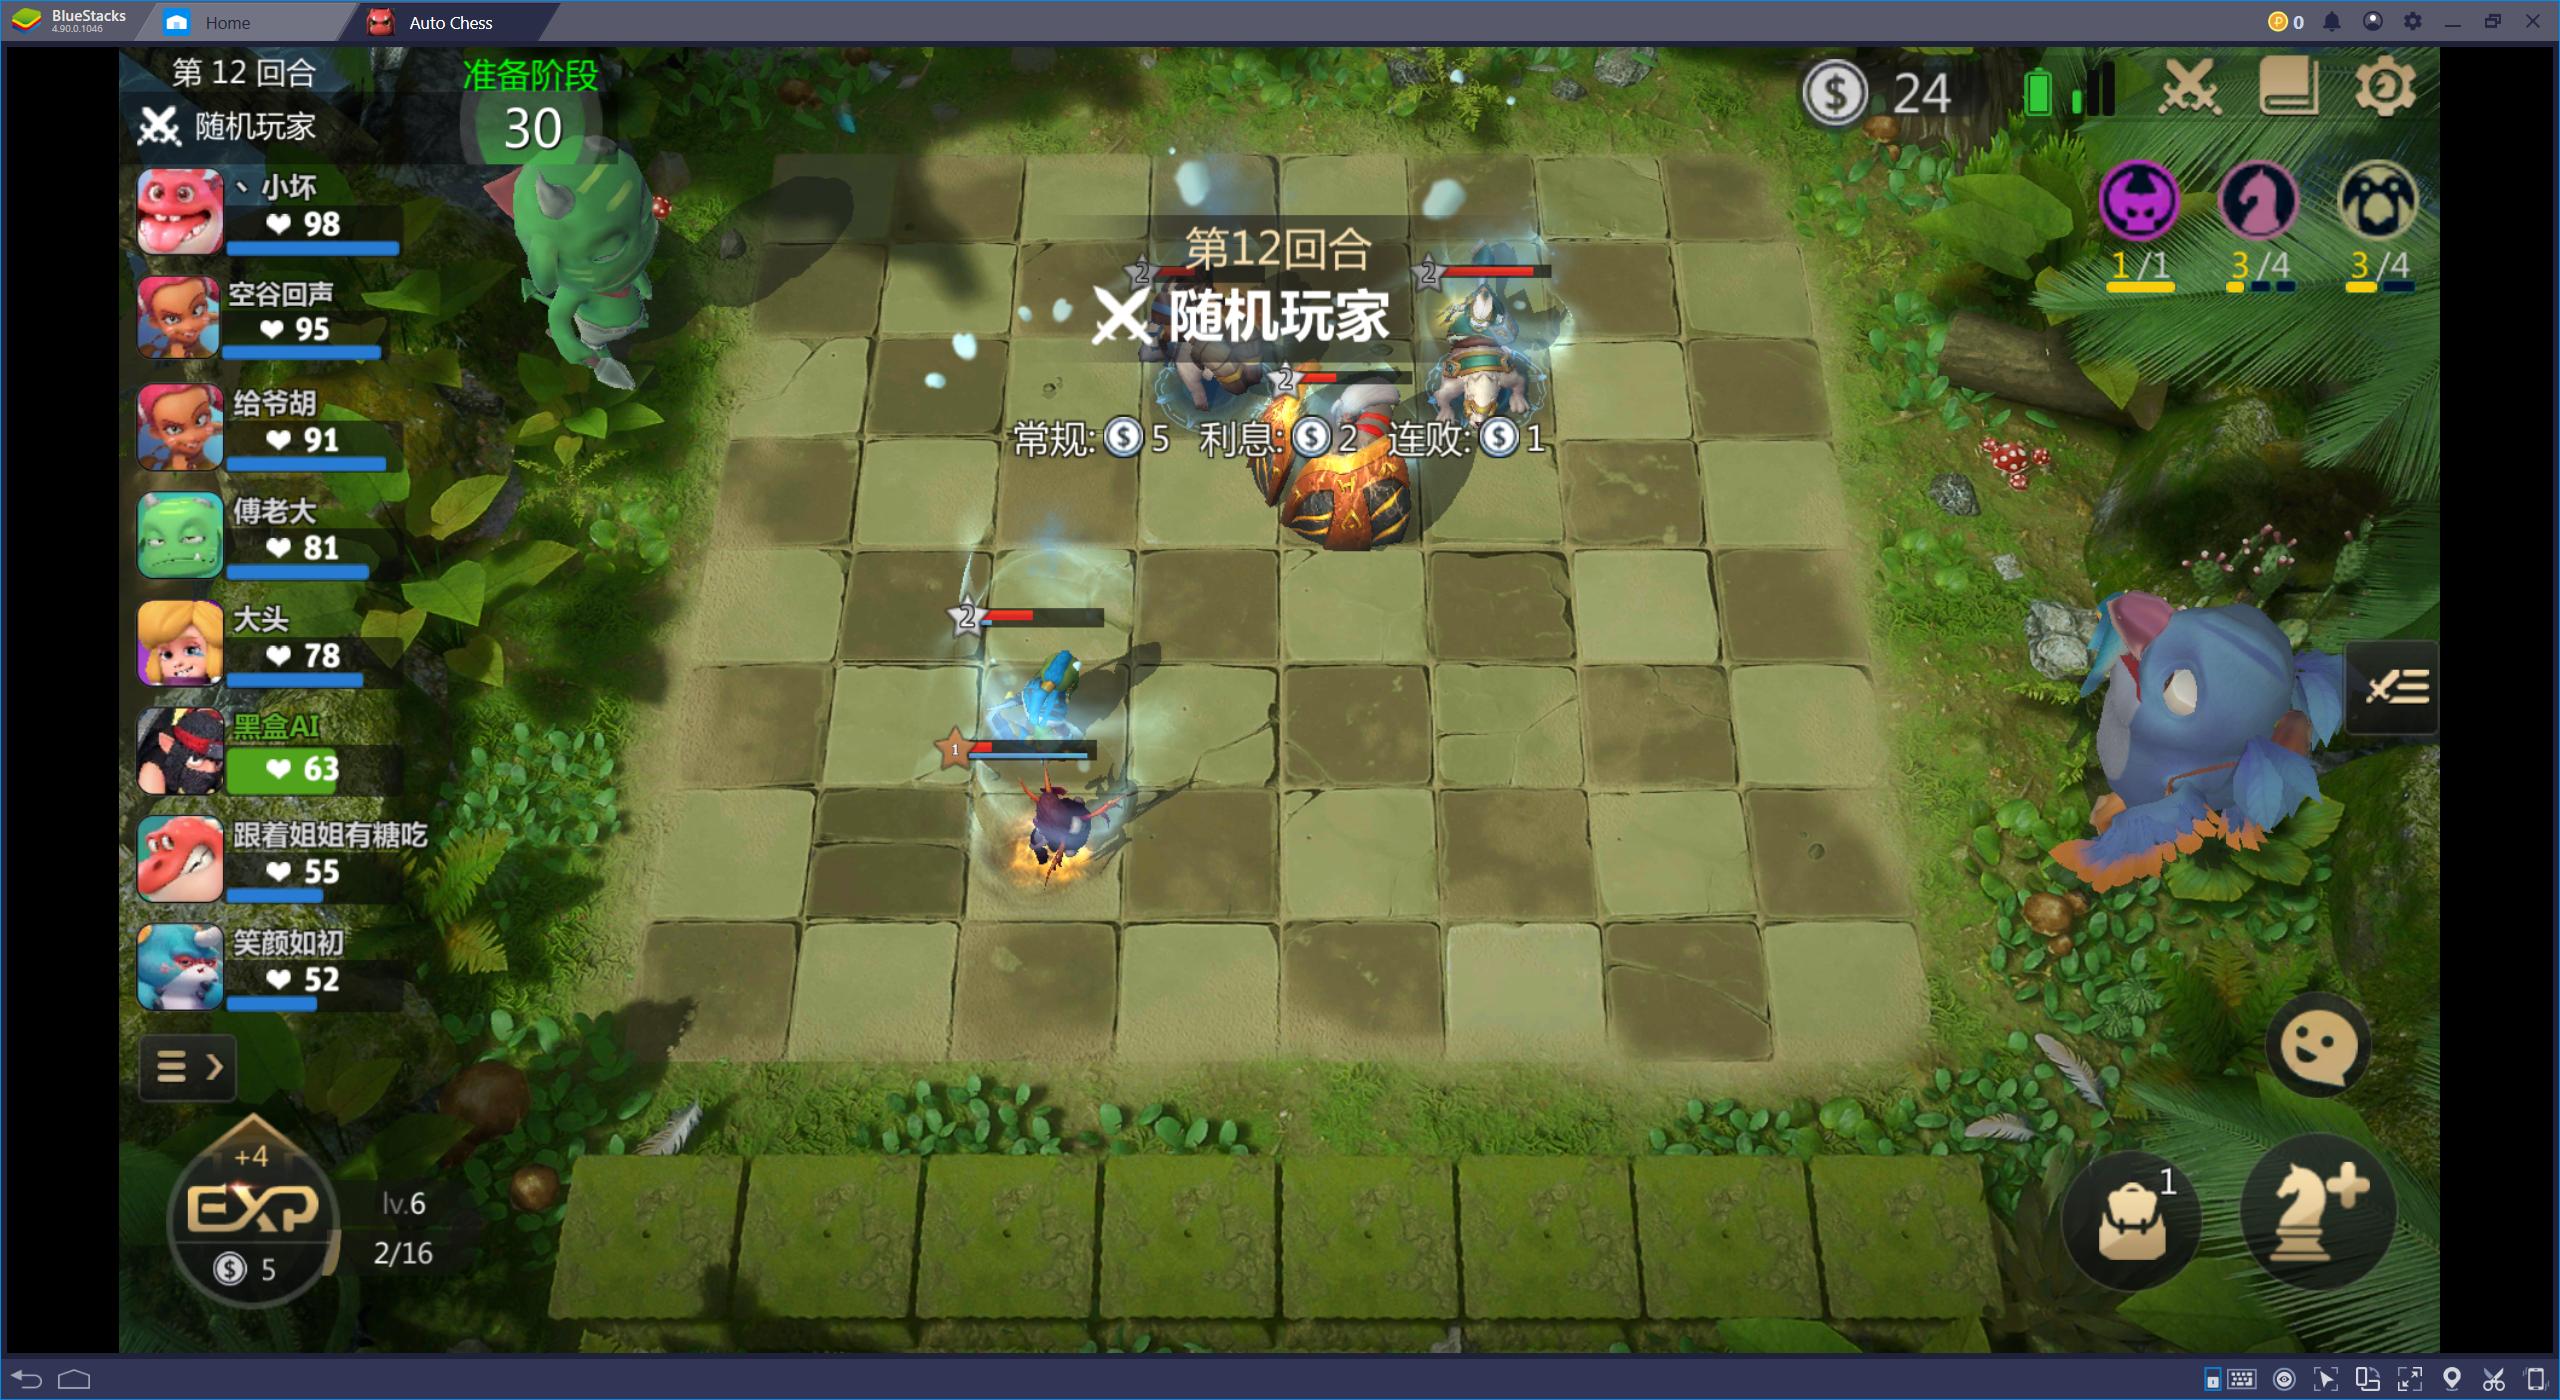 BlueStacks
4.90.0.1046
Home
Auto Chess
0
第 12 回合
随机玩家
准备阶段
30
24
丶小坏
98
空谷回声
95
给爷胡
91
傅老大
81
大头
78
黑盒AI
63
跟着姐姐有糖吃
55
笑颜如初
52
1/1
3/4
3/4
第12回合
随机玩家
2
2
2
常规: $ 5 利息: $ 2 连败: $ 1
2
1
+4
EXP
$ 5
lv.6
2/16
1